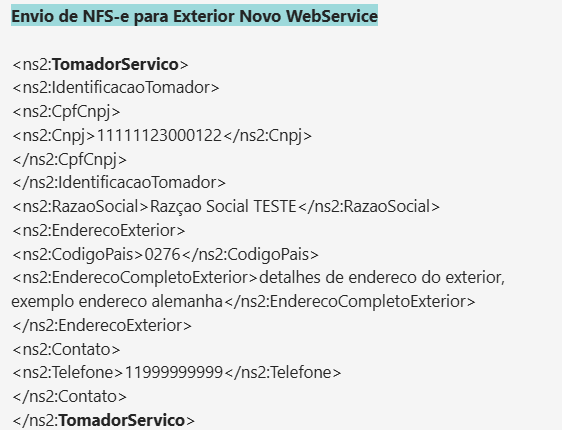 Envio de NFS-e para Exterior Novo WebService
<ns2:TomadorServico>
<ns2:IdentificacaoTomador>
<ns2:CpfCnpj>
<ns2:Cnpj>11111123000122</ns2:Cnpj>
</ns2:CpfCnpj>
</ns2:IdentificacaoTomador>
<ns2:RazaoSocial>Razçao Social TESTE</ns2:RazaoSocial>
<ns2:EnderecoExterior>
<ns2:CodigoPais>0276</ns2:CodigoPais>
<ns2:EnderecoCompletoExterior>detalhes de endereco do exterior,
exemplo endereco alemanha</ns2:EnderecoCompletoExterior>
</ns2:EnderecoExterior>
<ns2:Contato>
<ns2:Telefone>11999999999</ns2:Telefone>
</ns2:Contato>
</ns2:TomadorServico>